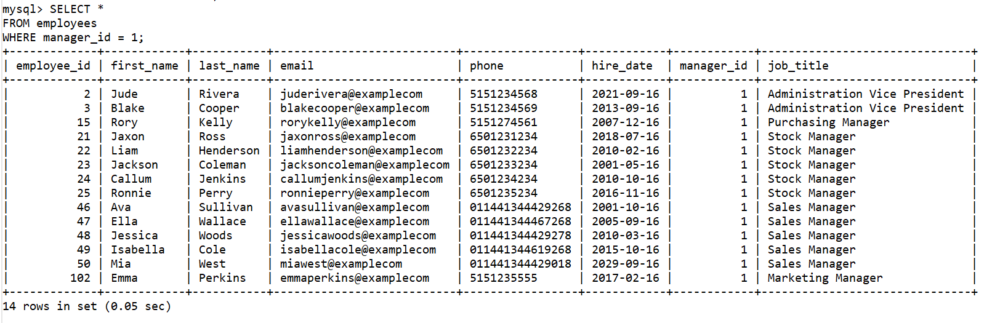 mysql> SELECT *
FROM employees
WHERE manager_id = 1;
+-------------+------------+-----------+---------------------------+-----------------+------------+------------+-------------------------------+
| employee_id | first_name | last_name | email                     | phone           | hire_date  | manager_id | job_title                     |
+-------------+------------+-----------+---------------------------+-----------------+------------+------------+-------------------------------+
|           2 | Jude       | Rivera    | juderivera@examplecom     | 5151234568      | 2021-09-16 |          1 | Administration Vice President |
|           3 | Blake      | Cooper    | blakecooper@examplecom    | 5151234569      | 2013-09-16 |          1 | Administration Vice President |
|          15 | Rory       | Kelly     | rorykelly@examplecom      | 5151274561      | 2007-12-16 |          1 | Purchasing Manager            |
|          21 | Jaxon      | Ross      | jaxonross@examplecom      | 6501231234      | 2018-07-16 |          1 | Stock Manager                 |
|          22 | Liam       | Henderson | liamhenderson@examplecom  | 6501232234      | 2010-02-16 |          1 | Stock Manager                 |
|          23 | Jackson    | Coleman   | jacksoncoleman@examplecom | 6501233234      | 2001-05-16 |          1 | Stock Manager                 |
|          24 | Callum     | Jenkins   | callumjenkins@examplecom  | 6501234234      | 2010-10-16 |          1 | Stock Manager                 |
|          25 | Ronnie     | Perry     | ronnieperry@examplecom    | 6501235234      | 2016-11-16 |          1 | Stock Manager                 |
|          46 | Ava        | Sullivan  | avasullivan@examplecom    | 011441344429268 | 2001-10-16 |          1 | Sales Manager                 |
|          47 | Ella       | Wallace   | ellawallace@examplecom    | 011441344467268 | 2005-09-16 |          1 | Sales Manager                 |
|          48 | Jessica    | Woods     | jessicawoods@examplecom   | 011441344429278 | 2010-03-16 |          1 | Sales Manager                 |
|          49 | Isabella   | Cole      | isabellacole@examplecom   | 011441344619268 | 2015-10-16 |          1 | Sales Manager                 |
|          50 | Mia        | West      | miawest@examplecom        | 011441344429018 | 2029-09-16 |          1 | Sales Manager                 |
|         102 | Emma       | Perkins   | emmaperkins@examplecom    | 5151235555      | 2017-02-16 |          1 | Marketing Manager             |
+-------------+------------+-----------+---------------------------+-----------------+------------+------------+-------------------------------+
14 rows in set (0.05 sec)